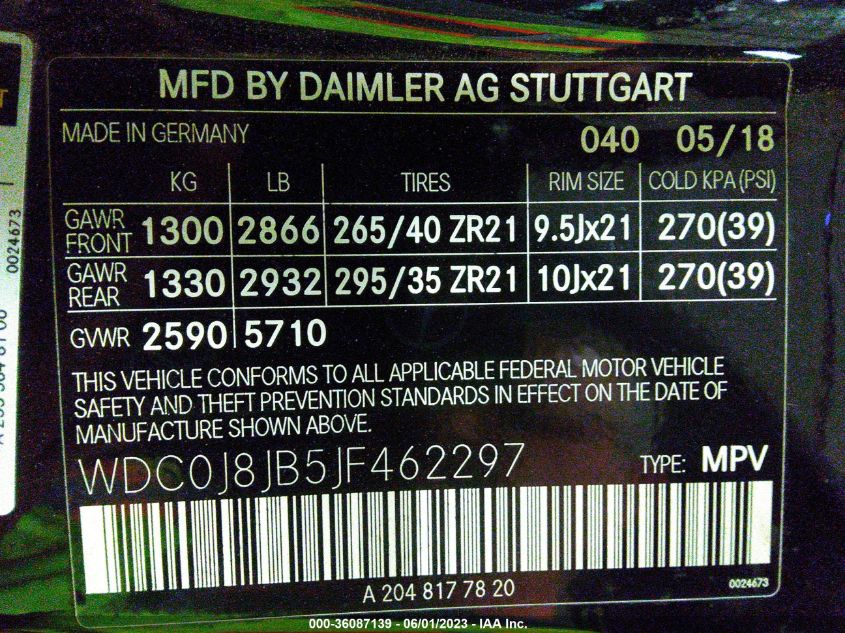 MFD BY DAIMLER AG STUTTGART
MADE IN GERMANY 040 05/18
KG LB TIRES RIM SIZE COLD KPA (PSI)
GAWR FRONT 1300 2866 265/40 ZR21 9.5Jx21 270(39)
GAWR REAR 1330 2932 295/35 ZR21 10Jx21 270(39)
GVWR 2590 5710
THIS VEHICLE CONFORMS TO ALL APPLICABLE FEDERAL MOTOR VEHICLE
SAFETY AND THEFT PREVENTION STANDARDS IN EFFECT ON THE DATE OF
MANUFACTURE SHOWN ABOVE.
WDC0J8JB5JF462297 TYPE: MPV
A 204 817 78 20 0024673
0024673
000-36087139 - 06/01/2023 - IAA Inc.